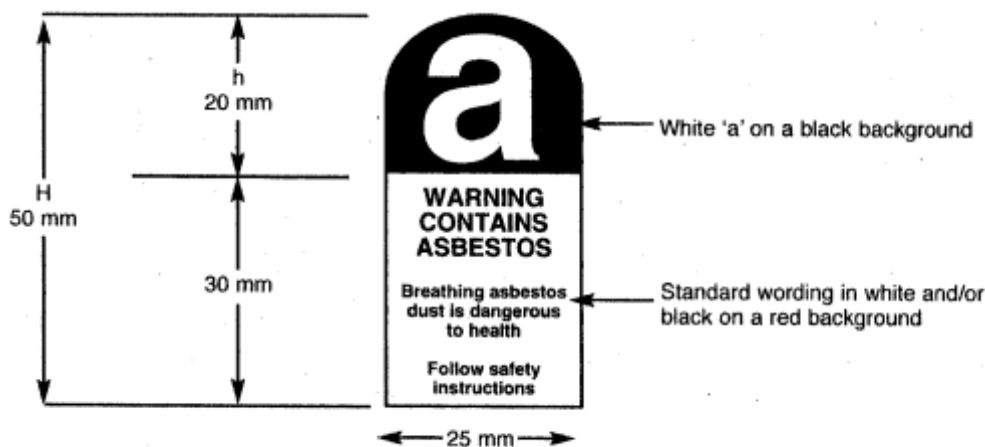 h
20 mm
H
50 mm
30 mm
a
White 'a' on a black background
WARNING
CONTAINS
ASBESTOS
Breathing asbestos
dust is dangerous
to health
Follow safety
instructions
Standard wording in white and/or
black on a red background
25 mm